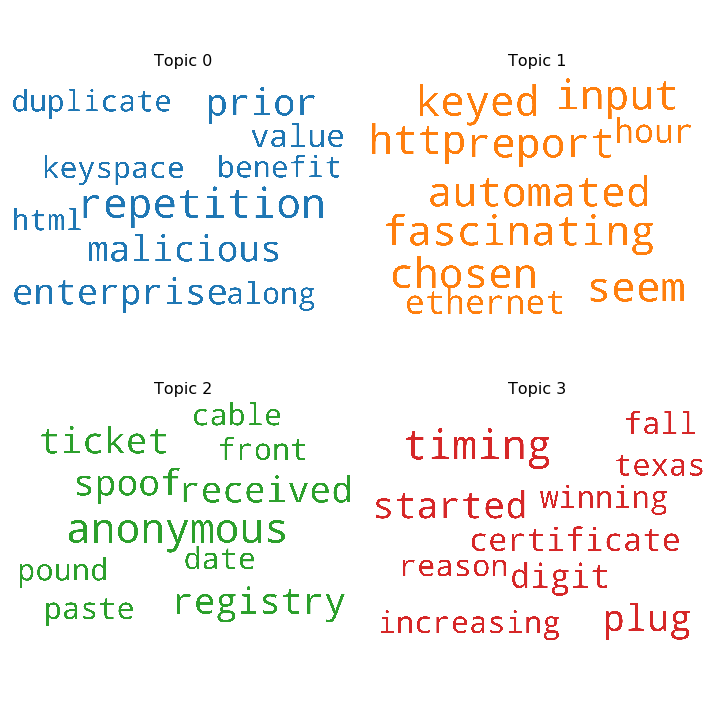 Topic 0
duplicate prior
value
keyspace benefit
repetition
html
malicious
enterprise along
Topic 1
keyed input
http report hour
automated
fascinating
chosen
ethernet seem
Topic 2
cable
ticket front
spoof received
anonymous
date
pound
paste registry
Topic 3
fall
timing
texas
started winning
certificate
reason digit
increasing plug